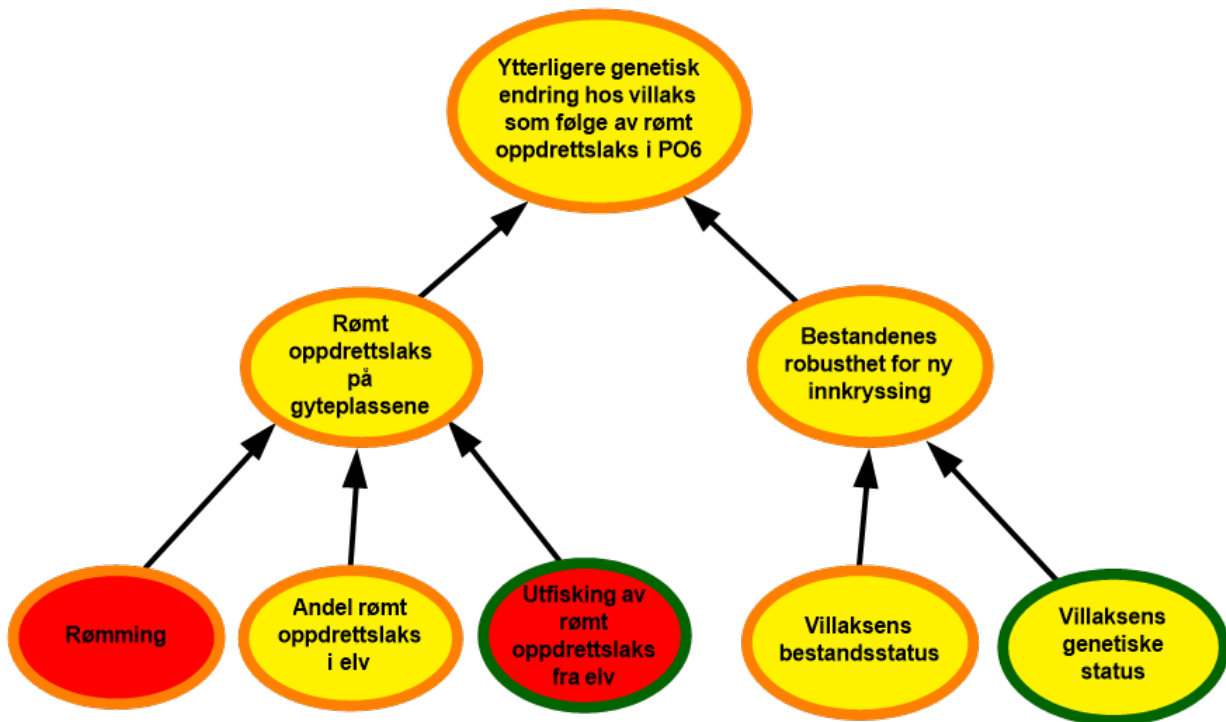 Ytterligere genetisk
endring hos villaks
som følge av rømt
oppdrettslaks i PO6
Rømt
oppdrettslaks
på
gyteplassene
Bestandenes
robusthet for ny
innkryssing
Rømming
Andel rømt
oppdrettslaks
i elv
Utfisking av
rømt
oppdrettslaks
fra elv
Villaksens
bestandsstatus
Villaksens
genetiske
status